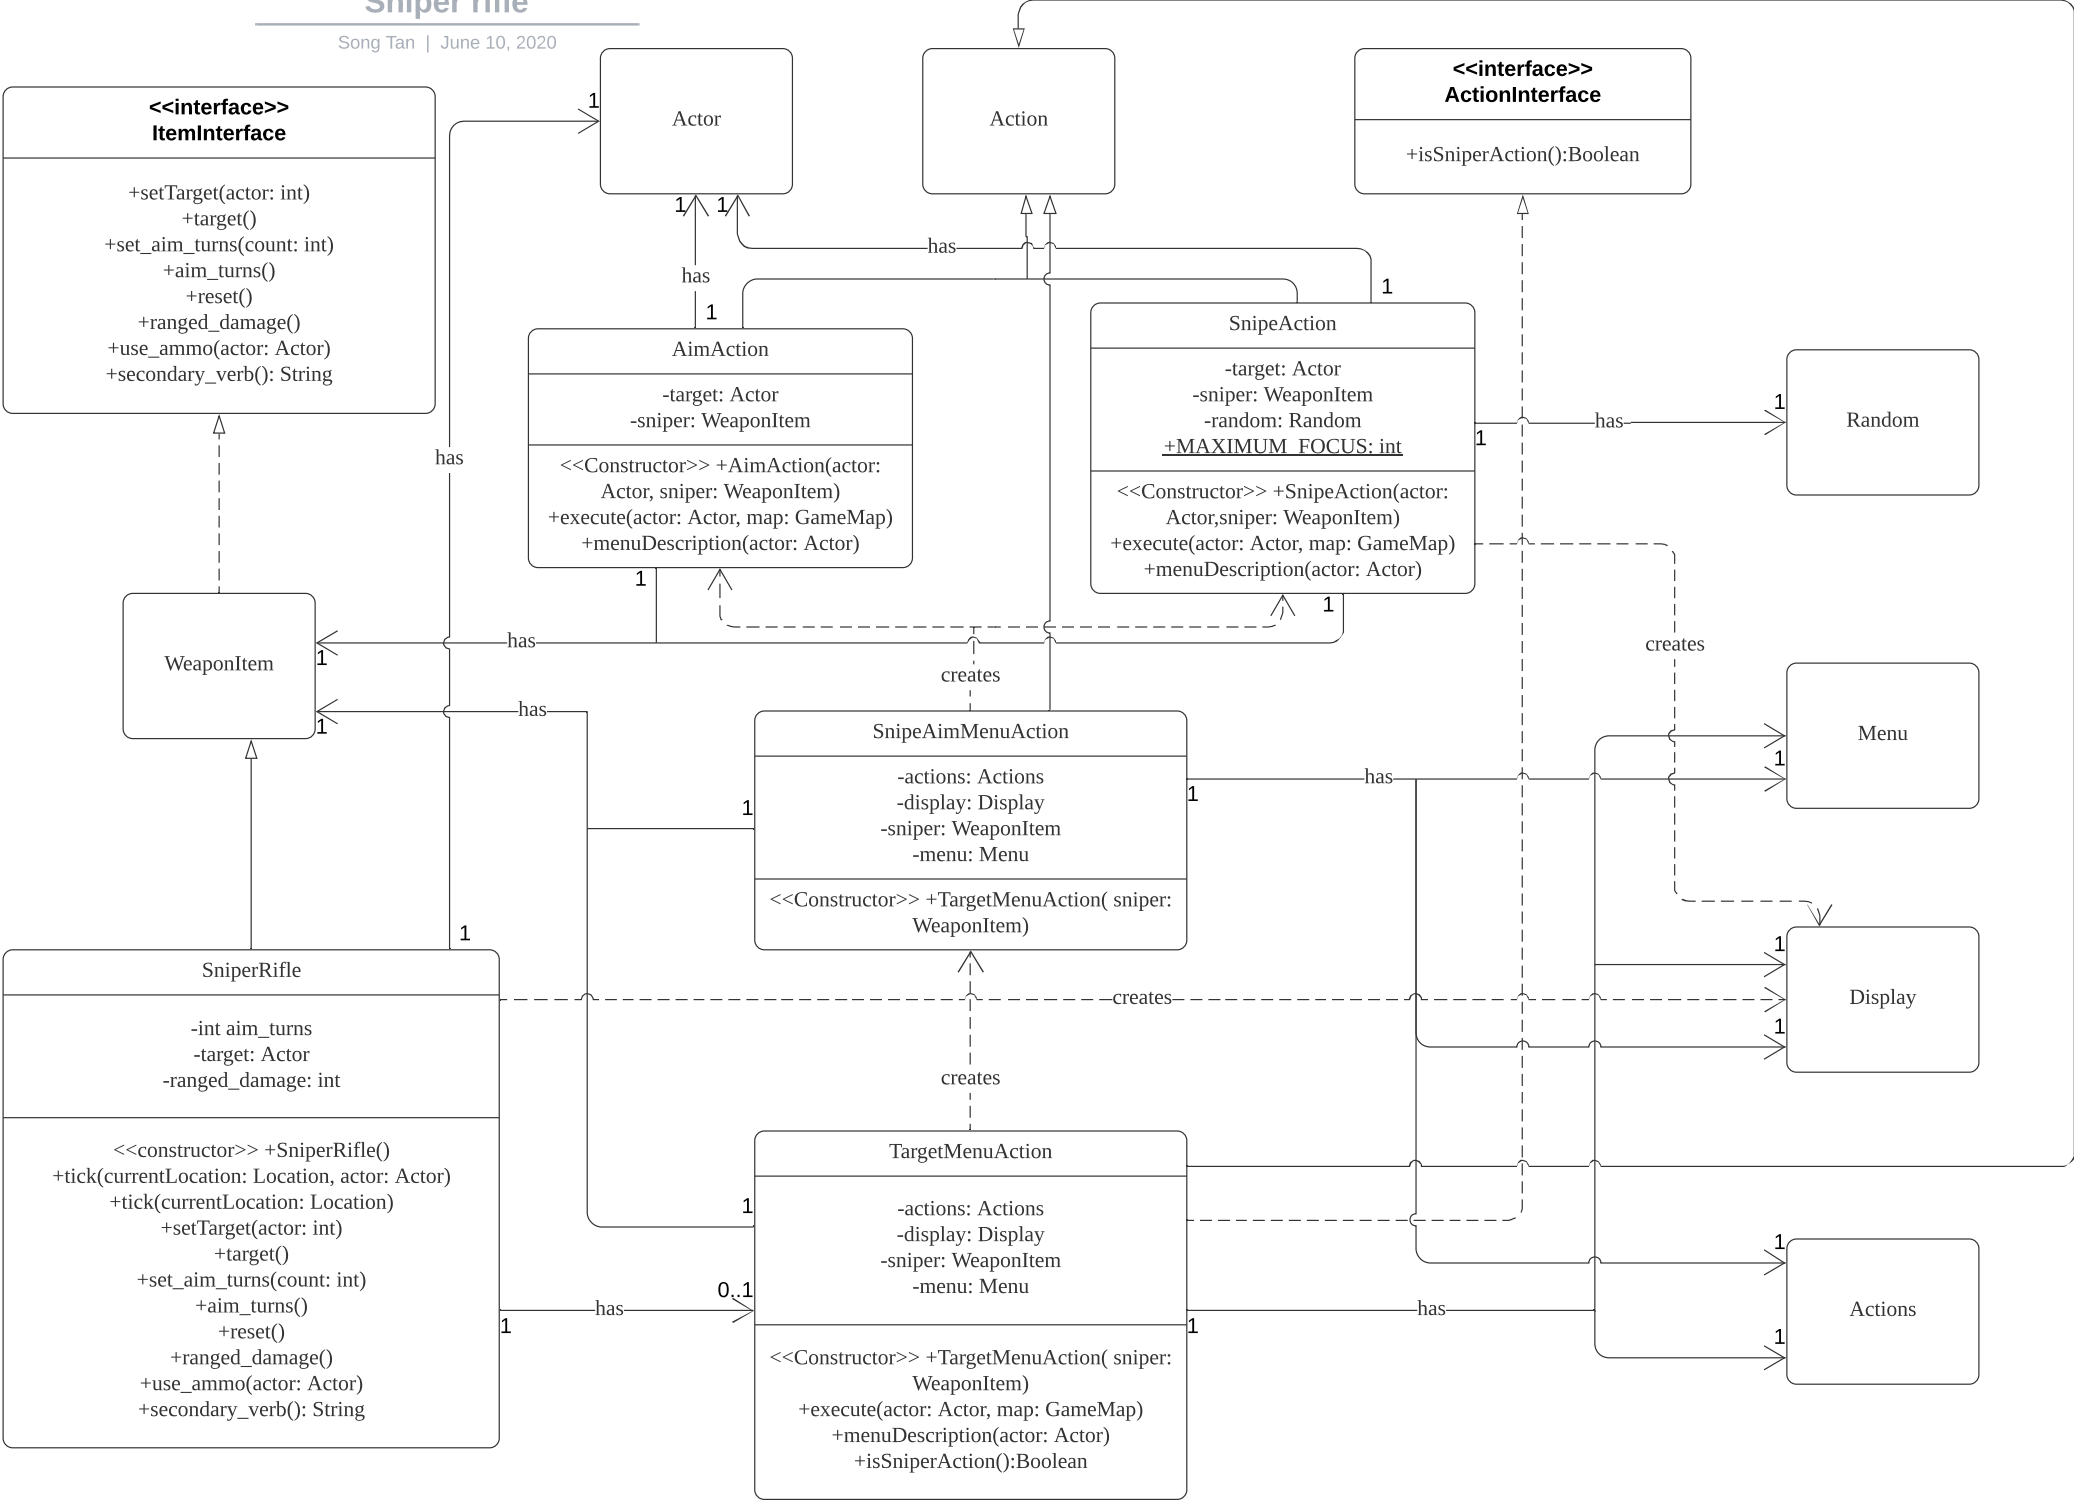 Sniper rifle
Song Tan | June 10, 2020
<<interface>>
ItemInterface
+setTarget(actor: int)
+target()
+set_aim_turns(count: int)
+aim_turns()
+reset()
+ranged_damage()
+use_ammo(actor: Actor)
+secondary_verb(): String
1
Actor
1
1
Action
<<interface>>
ActionInterface
+isSniperAction():Boolean
has
has
1
1
AimAction
-target: Actor
-sniper: WeaponItem
<<Constructor>> +AimAction(actor:
Actor, sniper: WeaponItem)
+execute(actor: Actor, map: GameMap)
+menuDescription(actor: Actor)
1
SnipeAction
-target: Actor
-sniper: WeaponItem
-random: Random
+MAXIMUM_FOCUS: int
<<Constructor>> +SnipeAction(actor:
Actor,sniper: WeaponItem)
+execute(actor: Actor, map: GameMap)
+menuDescription(actor: Actor)
1
1
has
1
Random
has
WeaponItem
1
1
has
has
creates
creates
SnipeAimMenuAction
-actions: Actions
-display: Display
-sniper: WeaponItem
-menu: Menu
<<Constructor>> +TargetMenuAction( sniper:
WeaponItem)
1
1
has
1
Menu
1
SniperRifle
-int aim_turns
-target: Actor
-ranged_damage: int
<<constructor>> +SniperRifle()
+tick(currentLocation: Location, actor: Actor)
+tick(currentLocation: Location)
+setTarget(actor: int)
+target()
+set_aim_turns(count: int)
+aim_turns()
+reset()
+ranged_damage()
+use_ammo(actor: Actor)
+secondary_verb(): String
creates
1
1
Display
creates
TargetMenuAction
-actions: Actions
-display: Display
-sniper: WeaponItem
-menu: Menu
<<Constructor>> +TargetMenuAction( sniper:
WeaponItem)
+execute(actor: Actor, map: GameMap)
+menuDescription(actor: Actor)
+isSniperAction():Boolean
1
0..1
1
has
1
has
1
1
Actions